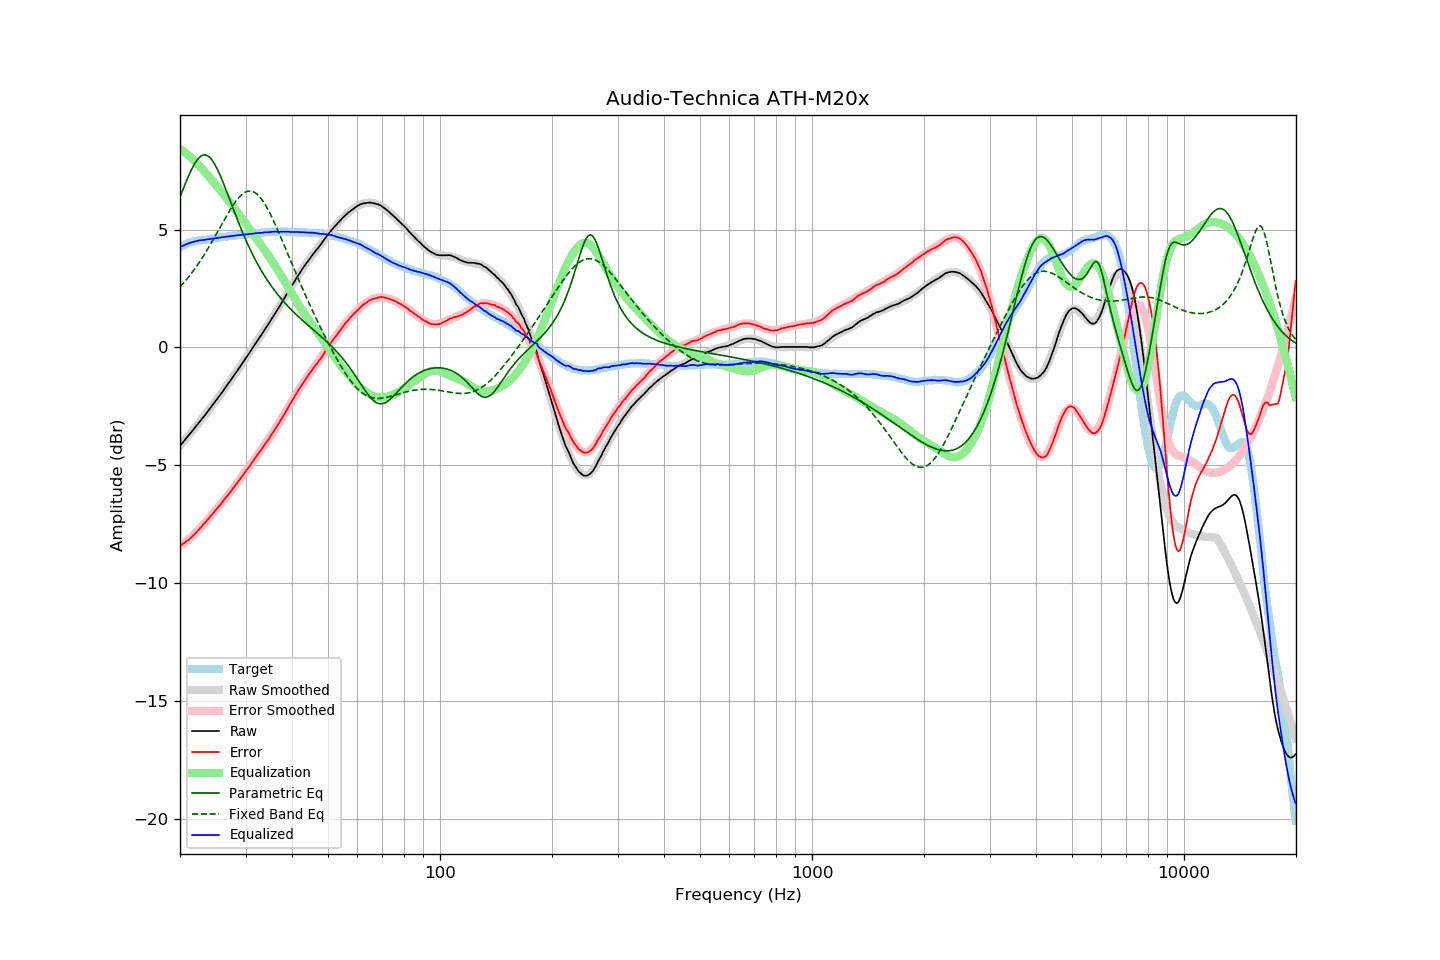 Audio-Technica ATH-M20x
Amplitude (dBr)
5
0
−5
−10
−15
−20
Target
Raw Smoothed
Error Smoothed
Raw
Error
Equalization
Parametric Eq
Fixed Band Eq
Equalized
100 1000 10000
Frequency (Hz)